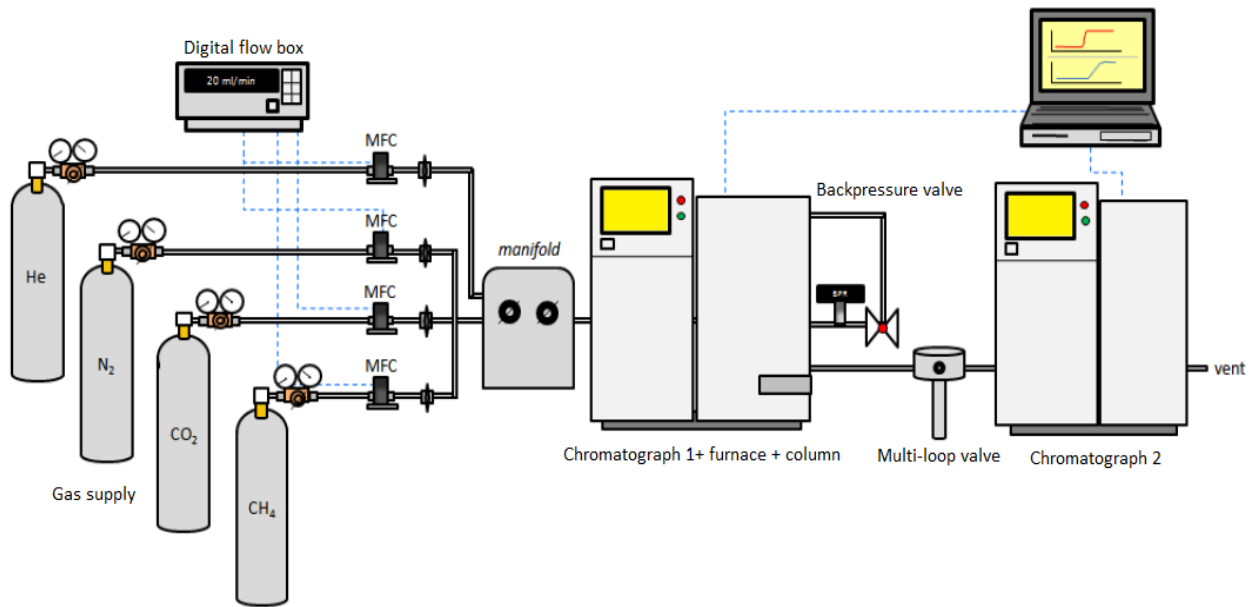 Digital flow box
20 ml/min
MFC
MFC
MFC
MFC
He
N₂
CO₂
CH₄
Gas supply
manifold
Backpressure valve
BPR
Chromatograph 1+ furnace + column
Multi-loop valve
Chromatograph 2
vent